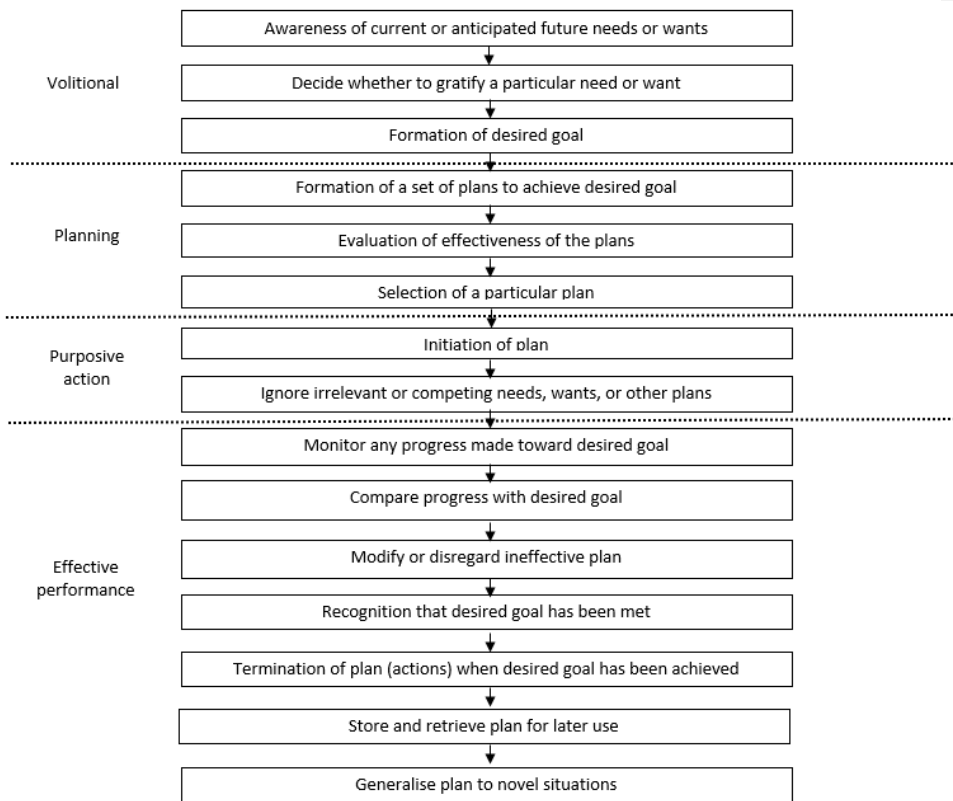 Awareness of current or anticipated future needs or wants
Volitional
Decide whether to gratify a particular need or want
Formation of desired goal
Formation of a set of plans to achieve desired goal
Planning
Evaluation of effectiveness of the plans
Selection of a particular plan
Initiation of plan
Purposive
action
Ignore irrelevant or competing needs, wants, or other plans
Monitor any progress made toward desired goal
Compare progress with desired goal
Modify or disregard ineffective plan
Effective
performance
Recognition that desired goal has been met
Termination of plan (actions) when desired goal has been achieved
Store and retrieve plan for later use
Generalise plan to novel situations